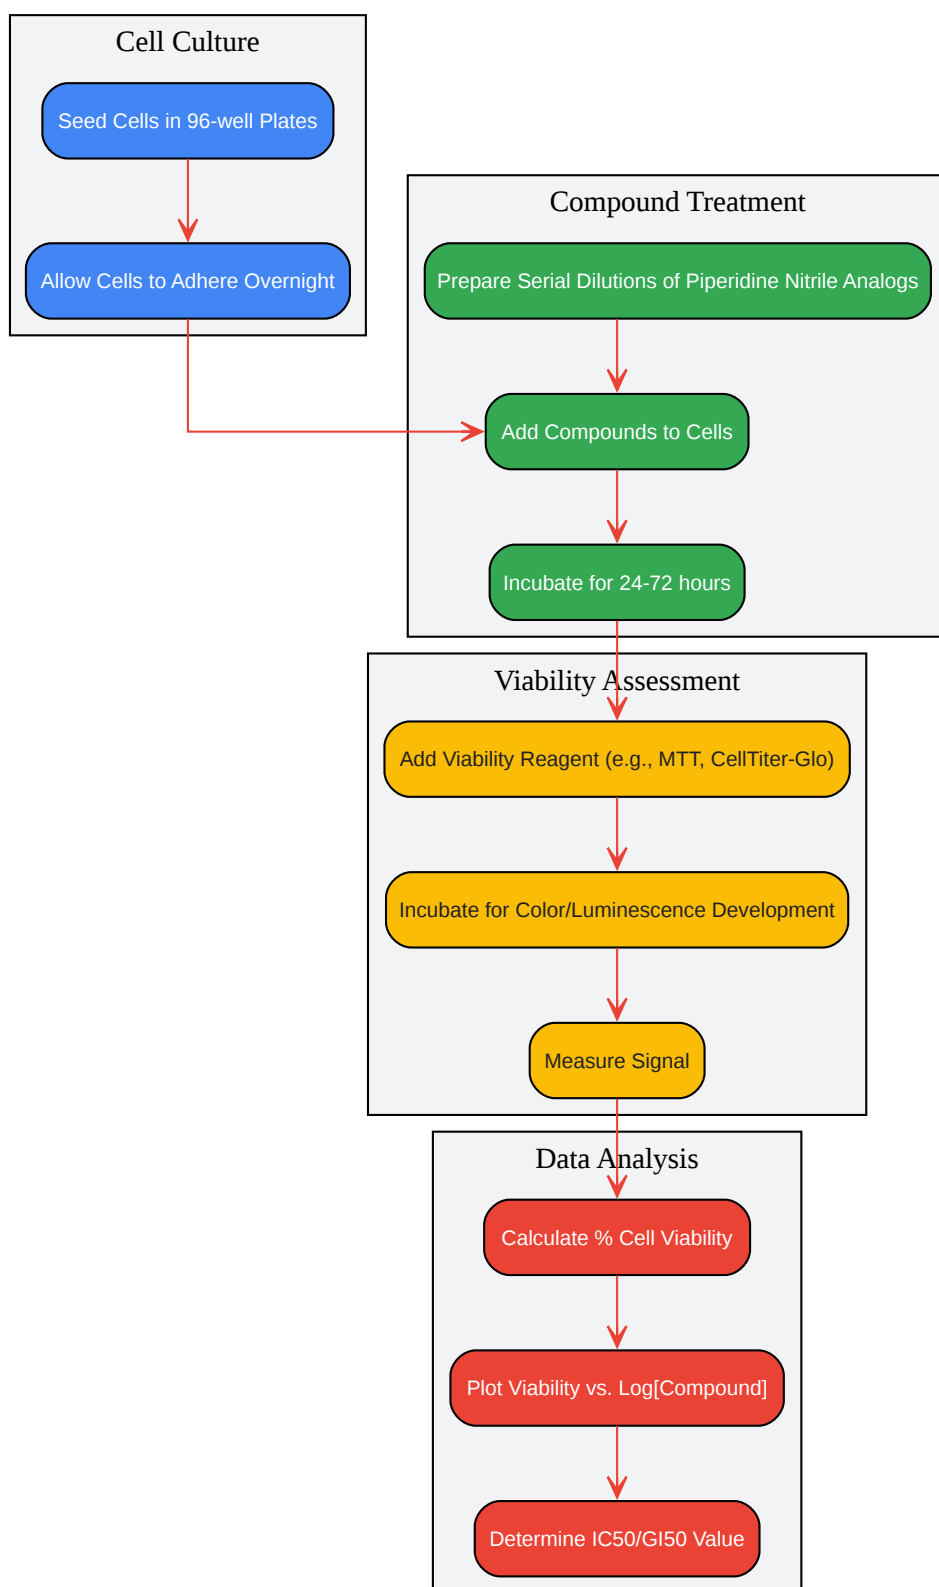 Cell Culture
Seed Cells in 96-well Plates
Allow Cells to Adhere Overnight
Compound Treatment
Prepare Serial Dilutions of Piperidine Nitrile Analogs
Add Compounds to Cells
Incubate for 24-72 hours
Viability Assessment
Add Viability Reagent (e.g., MTT, CellTiter-Glo)
Incubate for Color/Luminescence Development
Measure Signal
Data Analysis
Calculate % Cell Viability
Plot Viability vs. Log[Compound]
Determine IC50/GI50 Value